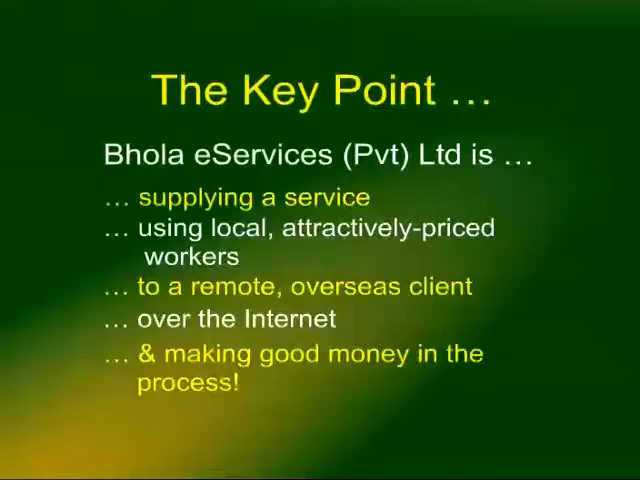 The Key Point …
Bhola eServices (Pvt) Ltd is …
… supplying a service
… using local, attractively-priced
workers
… to a remote, overseas client
… over the Internet
… & making good money in the
process!